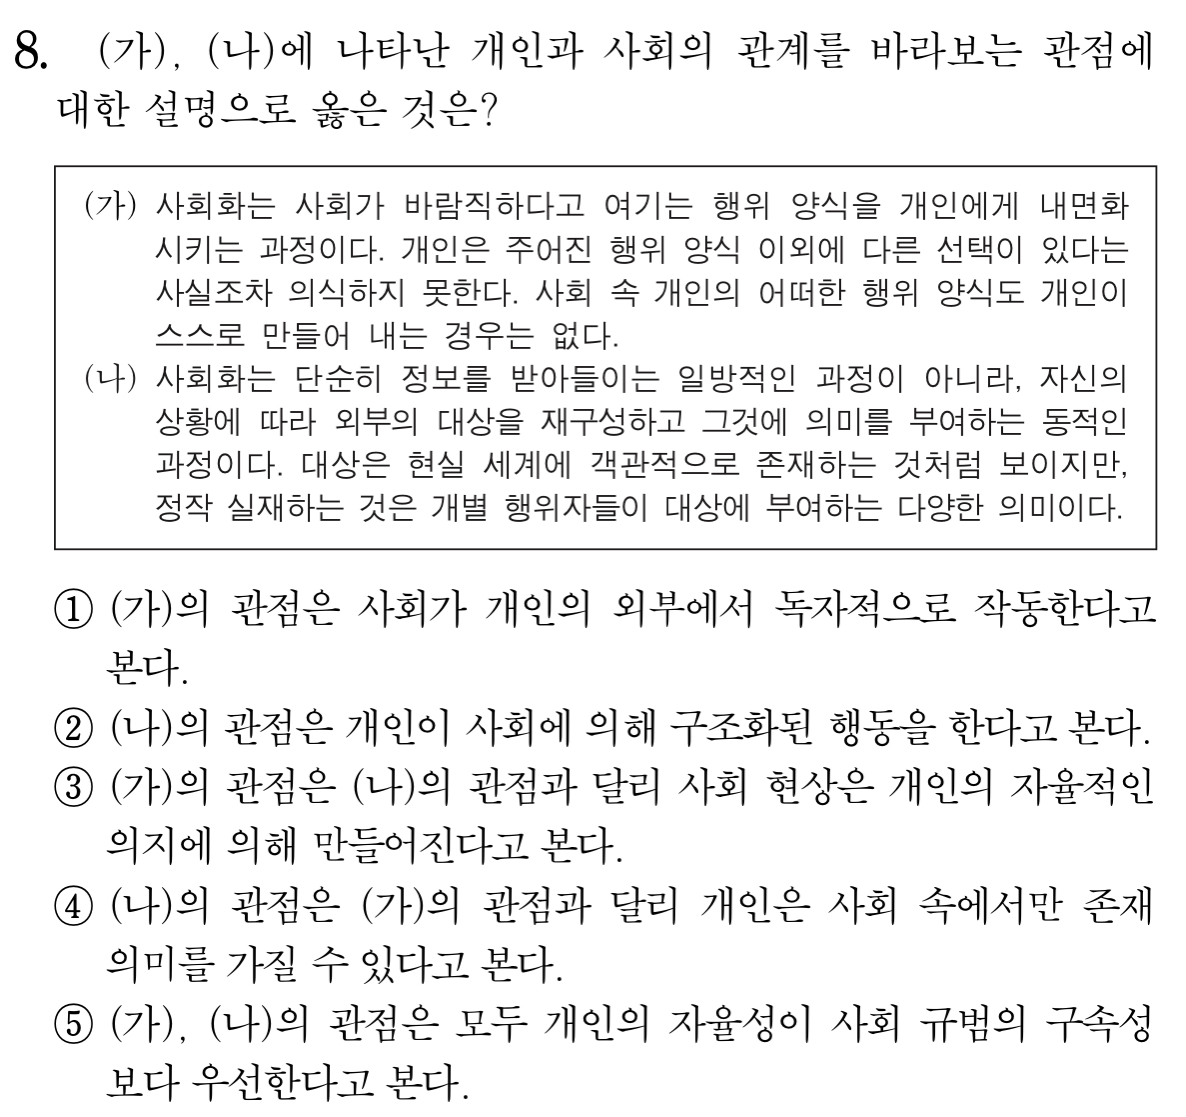 8. (가), (나)에 나타난 개인과 사회의 관계를 바라보는 관점에
대한 설명으로 옳은 것은?
(가) 사회화는 사회가 바람직하다고 여기는 행위 양식을 개인에게 내면화
시키는 과정이다. 개인은 주어진 행위 양식 이외에 다른 선택이 있다는
사실조차 의식하지 못한다. 사회 속 개인의 어떠한 행위 양식도 개인이
스스로 만들어 내는 경우는 없다.
(나) 사회화는 단순히 정보를 받아들이는 일방적인 과정이 아니라, 자신의
상황에 따라 외부의 대상을 재구성하고 그것에 의미를 부여하는 동적인
과정이다. 대상은 현실 세계에 객관적으로 존재하는 것처럼 보이지만,
정작 실재하는 것은 개별 행위자들이 대상에 부여하는 다양한 의미이다.
① (가)의 관점은 사회가 개인의 외부에서 독자적으로 작동한다고
본다.
② (나)의 관점은 개인이 사회에 의해 구조화된 행동을 한다고 본다.
③ (가)의 관점은 (나)의 관점과 달리 사회 현상은 개인의 자율적인
의지에 의해 만들어진다고 본다.
④ (나)의 관점은 (가)의 관점과 달리 개인은 사회 속에서만 존재
의미를 가질 수 있다고 본다.
⑤ (가), (나)의 관점은 모두 개인의 자율성이 사회 규범의 구속성
보다 우선한다고 본다.